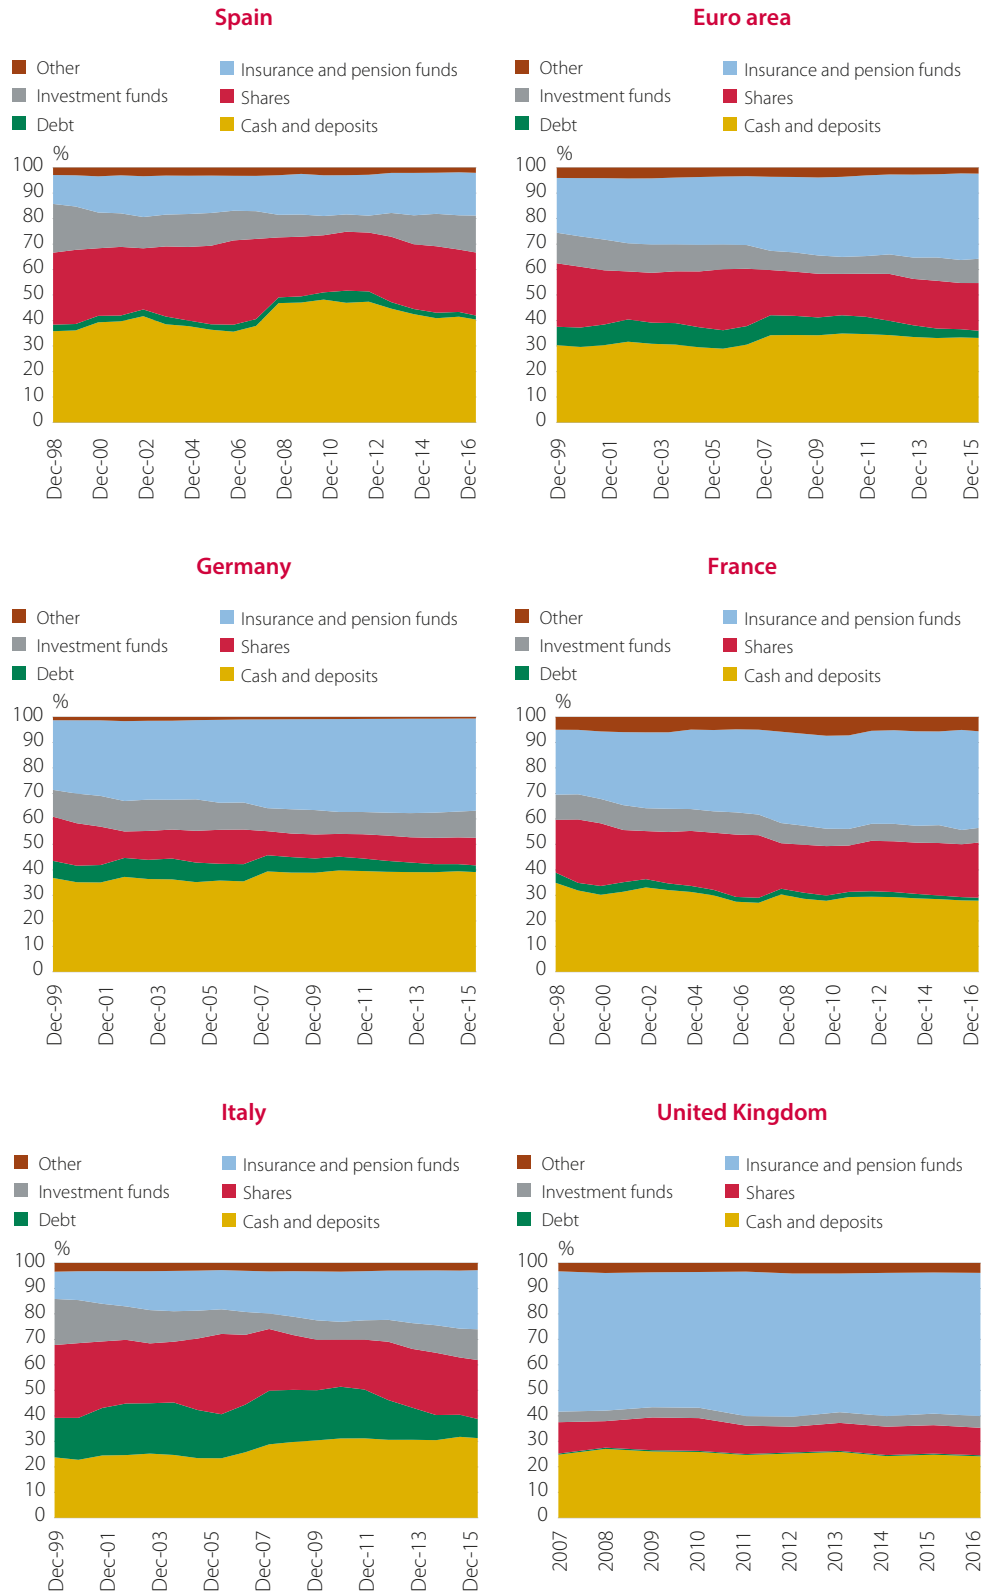 Spain
Other
Insurance and pension funds
Investment funds
Shares
Debt
Cash and deposits
%
100
90
80
70
60
50
40
30
20
10
0
Dec-98
Dec-00
Dec-02
Dec-04
Dec-06
Dec-08
Dec-10
Dec-12
Dec-14
Dec-16
Euro area
Other
Insurance and pension funds
Investment funds
Shares
Debt
Cash and deposits
%
100
90
80
70
60
50
40
30
20
10
0
Dec-99
Dec-01
Dec-03
Dec-05
Dec-07
Dec-09
Dec-11
Dec-13
Dec-15
Germany
Other
Insurance and pension funds
Investment funds
Shares
Debt
Cash and deposits
%
100
90
80
70
60
50
40
30
20
10
0
Dec-99
Dec-01
Dec-03
Dec-05
Dec-07
Dec-09
Dec-11
Dec-13
Dec-15
France
Other
Insurance and pension funds
Investment funds
Shares
Debt
Cash and deposits
%
100
90
80
70
60
50
40
30
20
10
0
Dec-98
Dec-00
Dec-02
Dec-04
Dec-06
Dec-08
Dec-10
Dec-12
Dec-14
Dec-16
Italy
Other
Insurance and pension funds
Investment funds
Shares
Debt
Cash and deposits
%
100
90
80
70
60
50
40
30
20
10
0
Dec-99
Dec-01
Dec-03
Dec-05
Dec-07
Dec-09
Dec-11
Dec-13
Dec-15
United Kingdom
Other
Insurance and pension funds
Investment funds
Shares
Debt
Cash and deposits
%
100
90
80
70
60
50
40
30
20
10
0
2007
2008
2009
2010
2011
2012
2013
2014
2015
2016